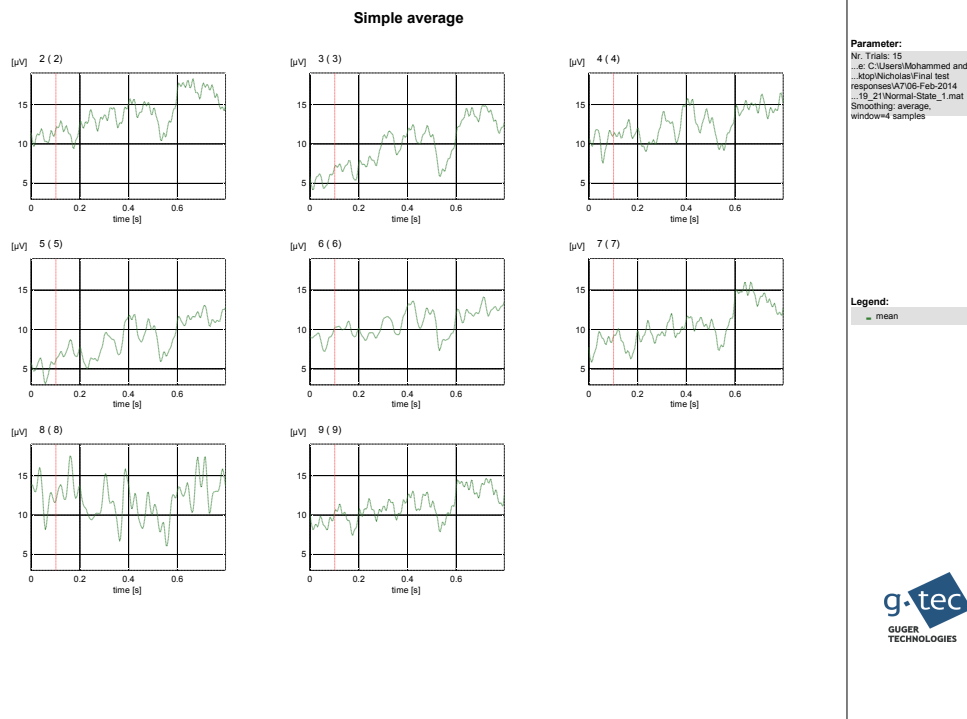 Simple average
[µV] 2 ( 2)
15
10
5
0 0.2 0.4 0.6
time [s]
[µV] 3 ( 3)
15
10
5
0 0.2 0.4 0.6
time [s]
[µV] 4 ( 4)
15
10
5
0 0.2 0.4 0.6
time [s]
[µV] 5 ( 5)
15
10
5
0 0.2 0.4 0.6
time [s]
[µV] 6 ( 6)
15
10
5
0 0.2 0.4 0.6
time [s]
[µV] 7 ( 7)
15
10
5
0 0.2 0.4 0.6
time [s]
[µV] 8 ( 8)
15
10
5
0 0.2 0.4 0.6
time [s]
[µV] 9 ( 9)
15
10
5
0 0.2 0.4 0.6
time [s]
Parameter:
Nr. Trials: 15
...e: C:\Users\Mohammed and
...ktop\Nicholas\Final test
responses\A7\06-Feb-2014
...19_21\Normal-State_1.mat
Smoothing: average,
window=4 samples
Legend:
mean
g.tec
GUGER
TECHNOLOGIES